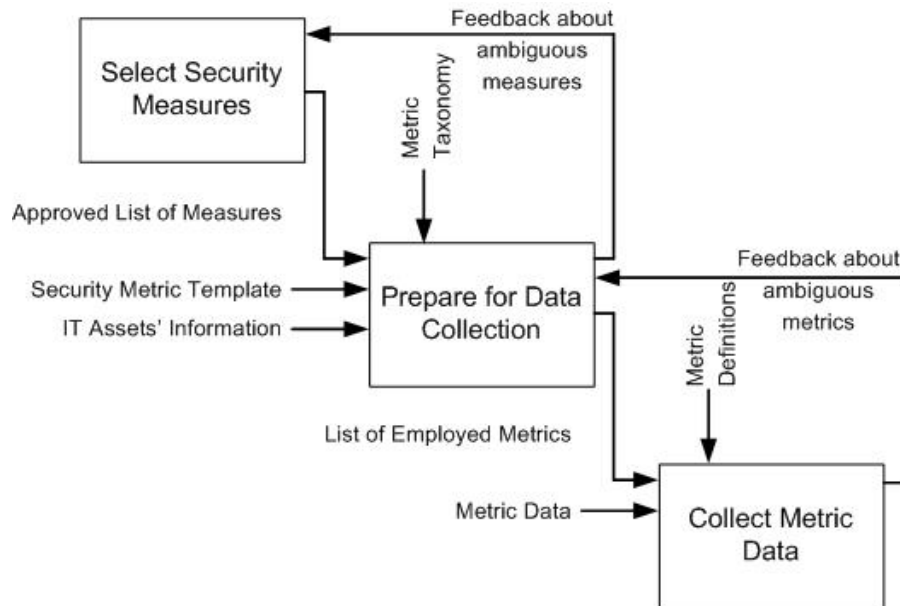 Feedback about
ambiguous
measures
Select Security
Measures
Metric
Taxonomy
Approved List of Measures
Security Metric Template
IT Assets' Information
Prepare for Data
Collection
Feedback about
ambiguous
metrics
Metric
Definitions
List of Employed Metrics
Metric Data
Collect Metric
Data